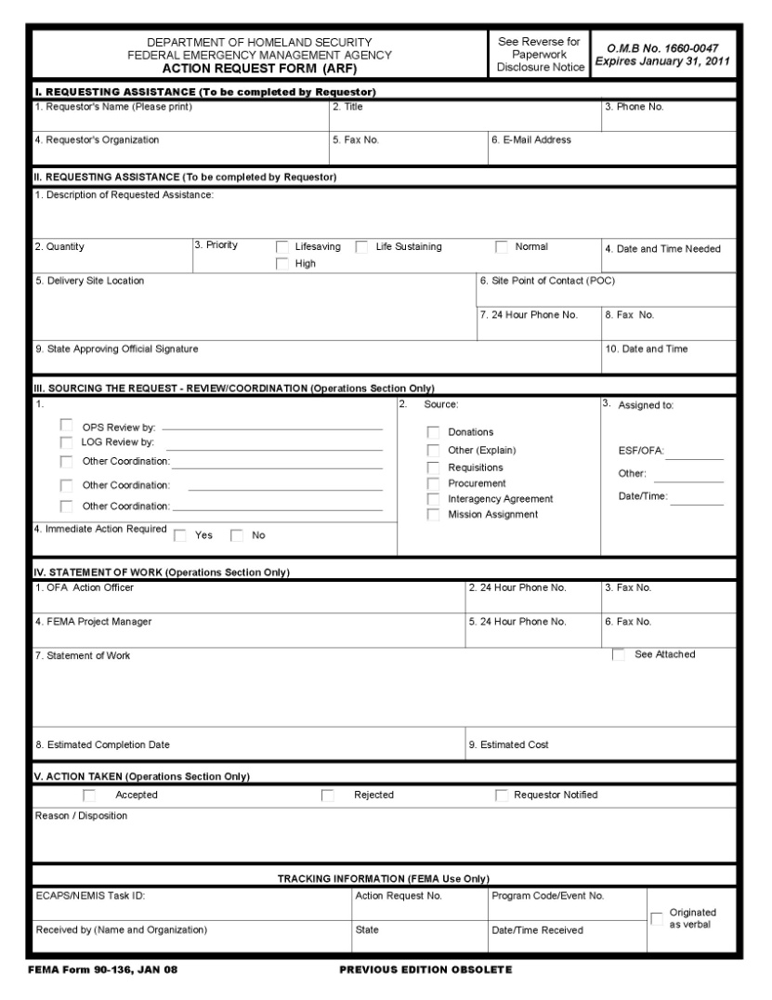 DEPARTMENT OF HOMELAND SECURITY
FEDERAL EMERGENCY MANAGEMENT AGENCY
ACTION REQUEST FORM (ARF)
See Reverse for
Paperwork
Disclosure Notice
O.M.B No. 1660-0047
Expires January 31, 2011
I. REQUESTING ASSISTANCE (To be completed by Requestor)
1. Requestor's Name (Please print)
2. Title
3. Phone No.
4. Requestor's Organization
5. Fax No.
6. E-Mail Address
II. REQUESTING ASSISTANCE (To be completed by Requestor)
1. Description of Requested Assistance:
2. Quantity
3. Priority
Lifesaving
Life Sustaining
Normal
High
4. Date and Time Needed
5. Delivery Site Location
6. Site Point of Contact (POC)
7. 24 Hour Phone No.
8. Fax No.
9. State Approving Official Signature
10. Date and Time
III. SOURCING THE REQUEST - REVIEW/COORDINATION (Operations Section Only)
1.
OPS Review by:
LOG Review by:
Other Coordination:
Other Coordination:
Other Coordination:
2. Source:
Donations
Other (Explain)
Requisitions
Procurement
Interagency Agreement
Mission Assignment
3. Assigned to:
ESF/OFA:
Other:
Date/Time:
4. Immediate Action Required
Yes
No
IV. STATEMENT OF WORK (Operations Section Only)
1. OFA Action Officer
2. 24 Hour Phone No.
3. Fax No.
4. FEMA Project Manager
5. 24 Hour Phone No.
6. Fax No.
7. Statement of Work
See Attached
8. Estimated Completion Date
9. Estimated Cost
V. ACTION TAKEN (Operations Section Only)
Accepted
Rejected
Requestor Notified
Reason / Disposition
TRACKING INFORMATION (FEMA Use Only)
ECAPS/NEMIS Task ID:
Action Request No.
Program Code/Event No.
Originated
as verbal
Received by (Name and Organization)
State
Date/Time Received
FEMA Form 90-136, JAN 08
PREVIOUS EDITION OBSOLETE